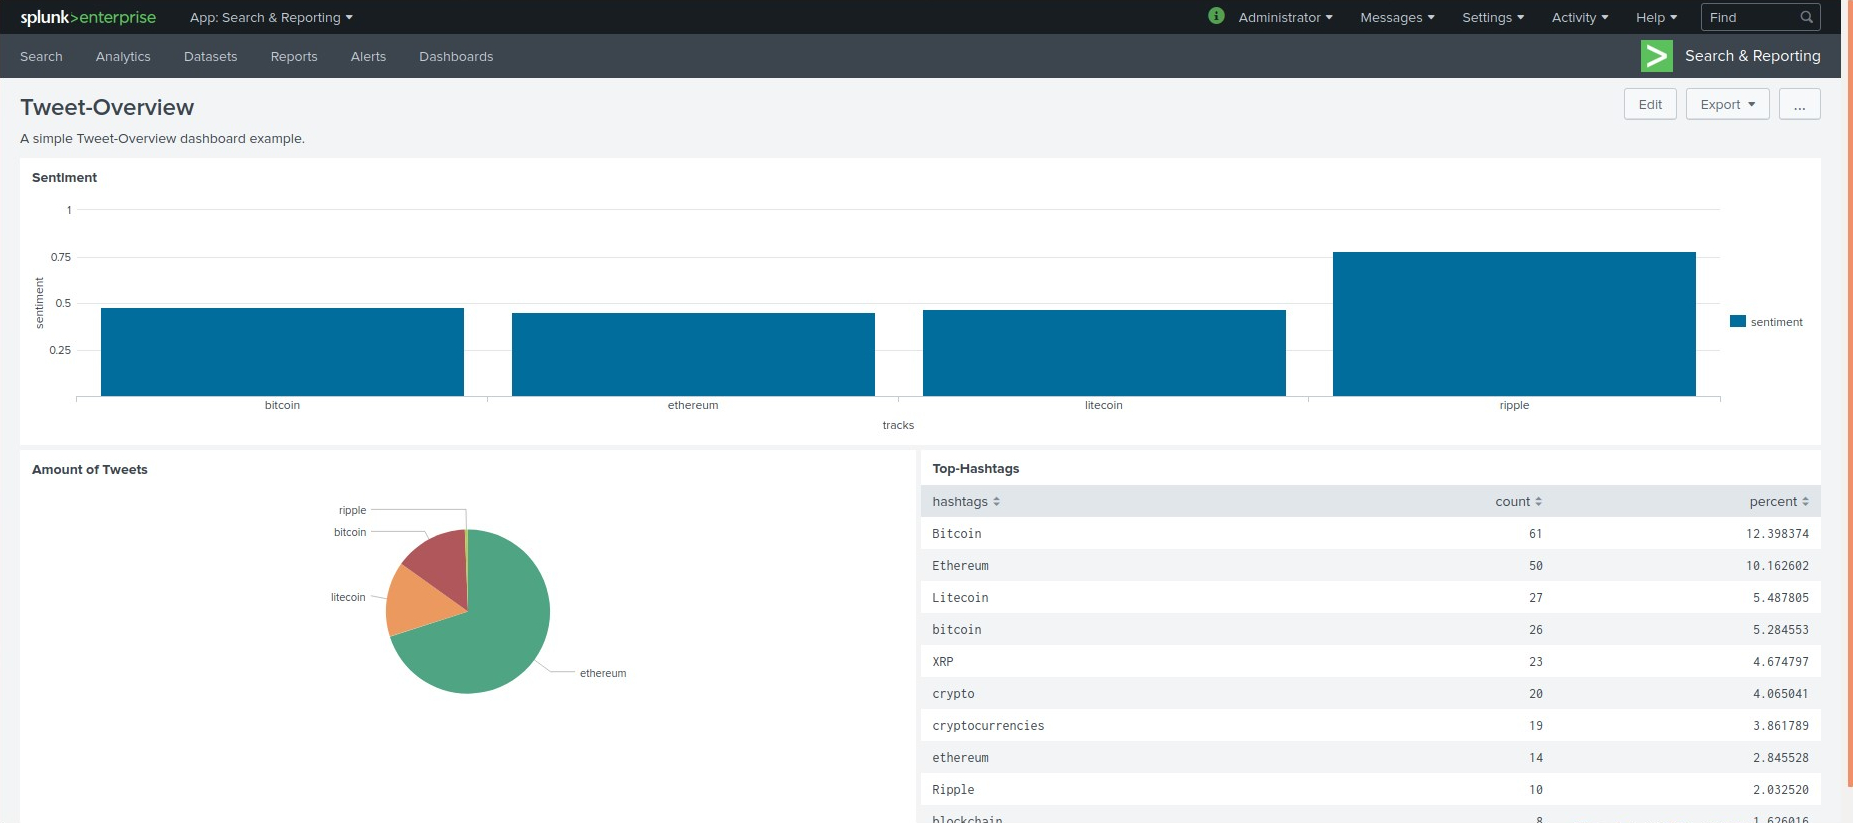 splunk>enterprise App: Search & Reporting Administrator Messages Settings Activity Help Find
Search Analytics Datasets Reports Alerts Dashboards Search & Reporting
Tweet-Overview Edit Export ...
A simple Tweet-Overview dashboard example.
Sentiment
1
0.75
0.5
0.25
sentiment
sentiment
bitcoin ethereum litecoin ripple
tracks
Amount of Tweets
ripple
bitcoin
litecoin
ethereum
Top-Hashtags
hashtags count percent
Bitcoin 61 12.398374
Ethereum 50 10.162602
Litecoin 27 5.487805
bitcoin 26 5.284553
XRP 23 4.674797
crypto 20 4.065041
cryptocurrencies 19 3.861789
ethereum 14 2.845528
Ripple 10 2.032520
blockchain 8 1.626016